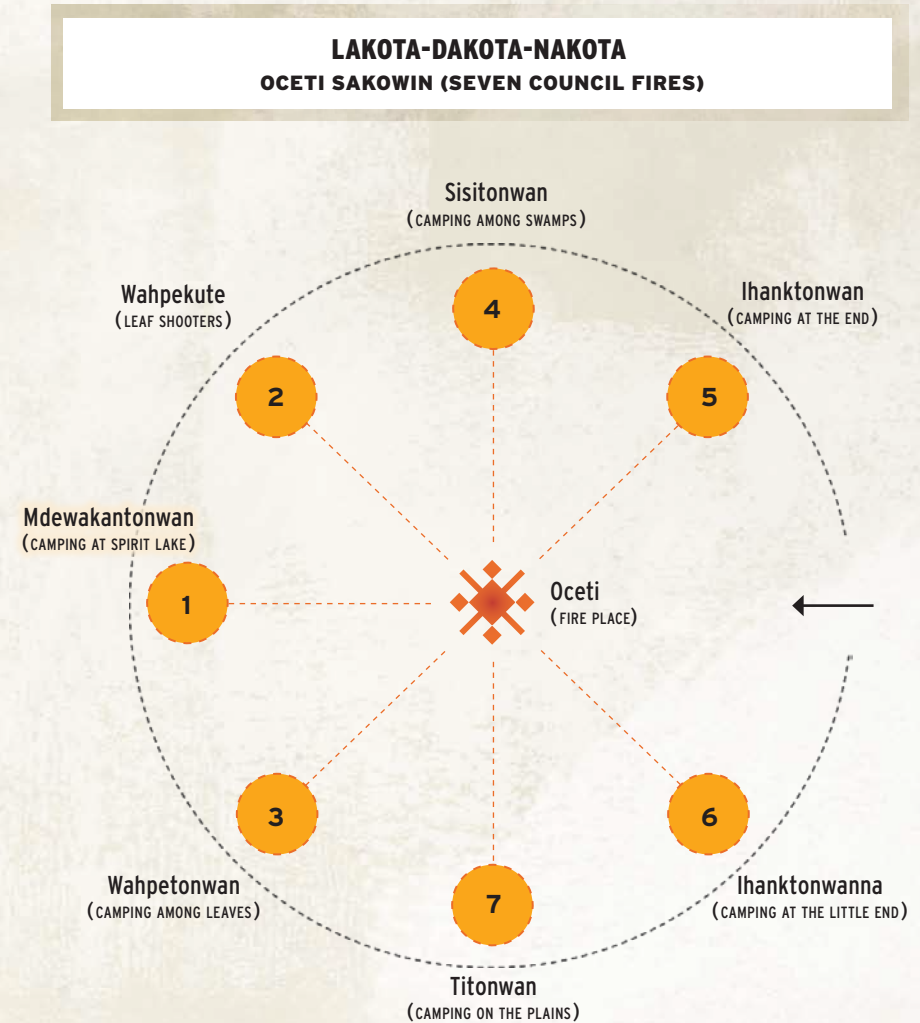 LAKOTA-DAKOTA-NAKOTA
OCETI SAKOWIN (SEVEN COUNCIL FIRES)
Sisitonwan
(CAMPING AMONG SWAMPS)
4
Wahpekute
(LEAF SHOOTERS)
2
Ihanktonwan
(CAMPING AT THE END)
5
Mdewakantonwan
(CAMPING AT SPIRIT LAKE)
1
Oceti
(FIRE PLACE)
3
Wahpetonwan
(CAMPING AMONG LEAVES)
6
Ihanktonwanna
(CAMPING AT THE LITTLE END)
7
Titonwan
(CAMPING ON THE PLAINS)